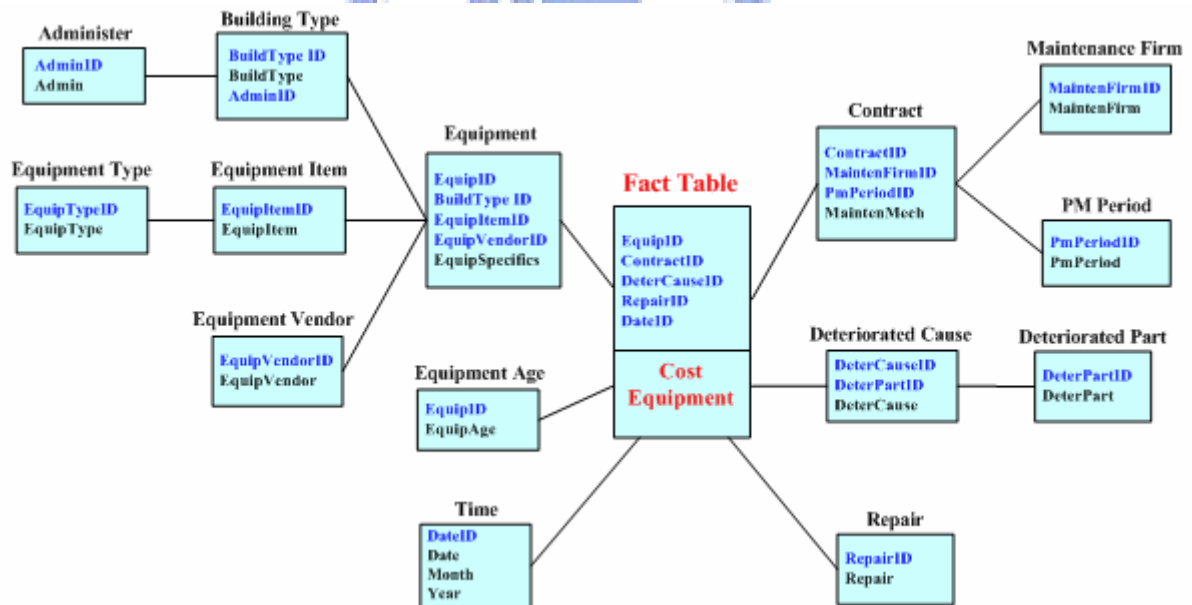 Administer
AdminID
Admin
Building Type
BuildType ID
BuildType
AdminID
Equipment Type
EquipTypeID
EquipType
Equipment Item
EquipItemID
EquipItem
Equipment Vendor
EquipVendorID
EquipVendor
Equipment
EquipID
BuildType ID
EquipItemID
EquipVendorID
EquipSpecifics
Equipment Age
EquipID
EquipAge
Time
DateID
Date
Month
Year
Fact Table
EquipID
ContractID
DeterCauseID
RepairID
DateID
Cost
Equipment
Contract
ContractID
MaintenFirmID
PmPeriodID
MaintenMech
Maintenance Firm
MaintenFirmID
MaintenFirm
PM Period
PmPeriodID
PmPeriod
Deteriorated Cause
DeterCauseID
DeterPartID
DeterCause
Deteriorated Part
DeterPartID
DeterPart
Repair
RepairID
Repair